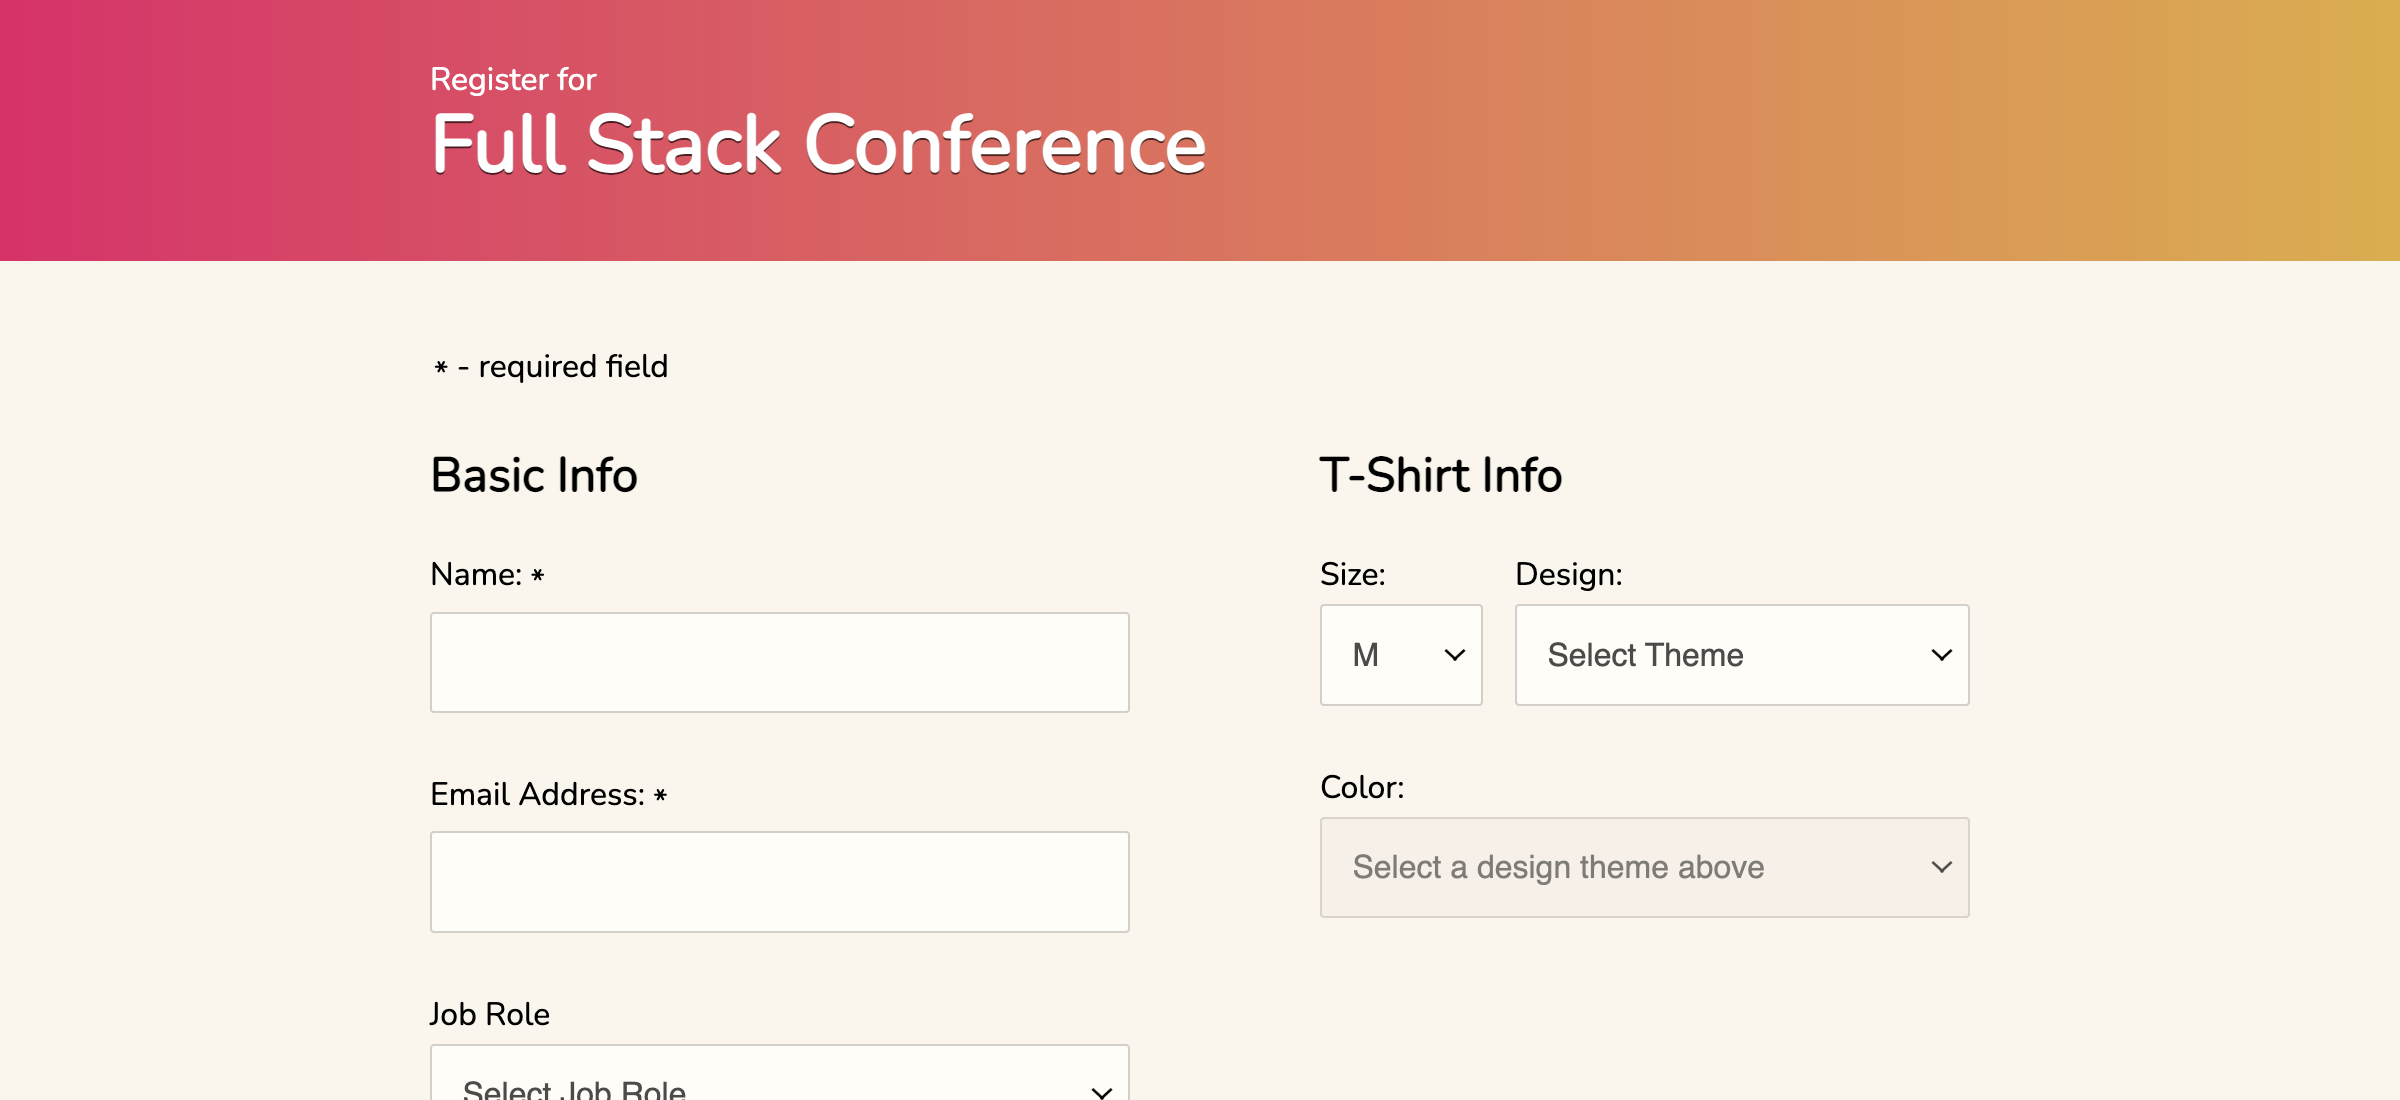 Register for
Full Stack Conference
* - required field
Basic Info
Name: *
Email Address: *
Job Role
Select Job Role
T-Shirt Info
Size:
M
Design:
Select Theme
Color:
Select a design theme above